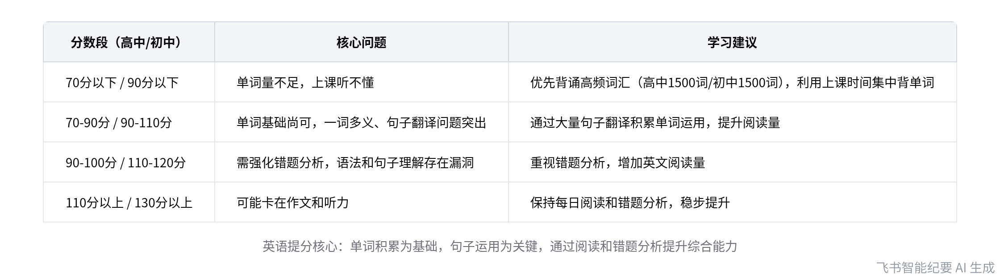 分数段（高中/初中） 核心问题 学习建议
70分以下 / 90分以下 单词量不足，上课听不懂 优先背诵高频词汇（高中1500词/初中1500词），利用上课时间集中背单词
70-90分 / 90-110分 单词基础尚可，一词多义、句子翻译问题突出 通过大量句子翻译积累单词运用，提升阅读量
90-100分 / 110-120分 需强化错题分析，语法和句子理解存在漏洞 重视错题分析，增加英文阅读量
110分以上 / 130分以上 可能卡在作文和听力 保持每日阅读和错题分析，稳步提升
英语提分核心：单词积累为基础，句子运用为关键，通过阅读和错题分析提升综合能力
飞书智能纪要 AI 生成